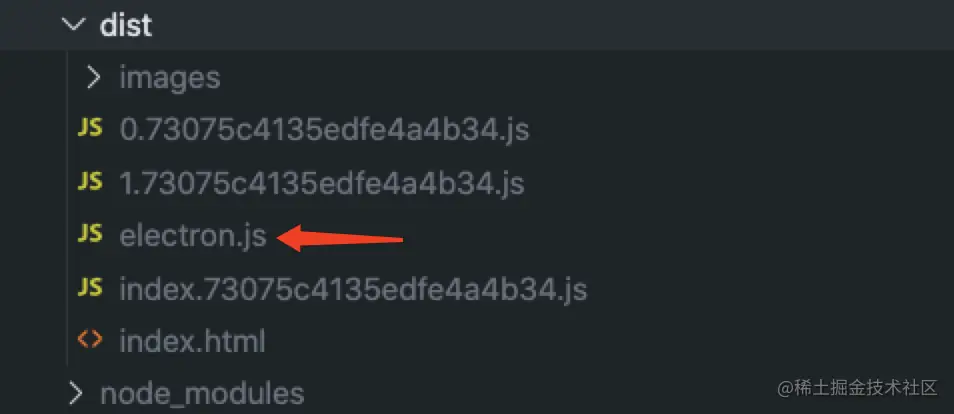 dist
images
JS 0.73075c4135edfe4a4b34.js
JS 1.73075c4135edfe4a4b34.js
JS electron.js
JS index.73075c4135edfe4a4b34.js
<> index.html
node_modules
@稀土掘金技术社区